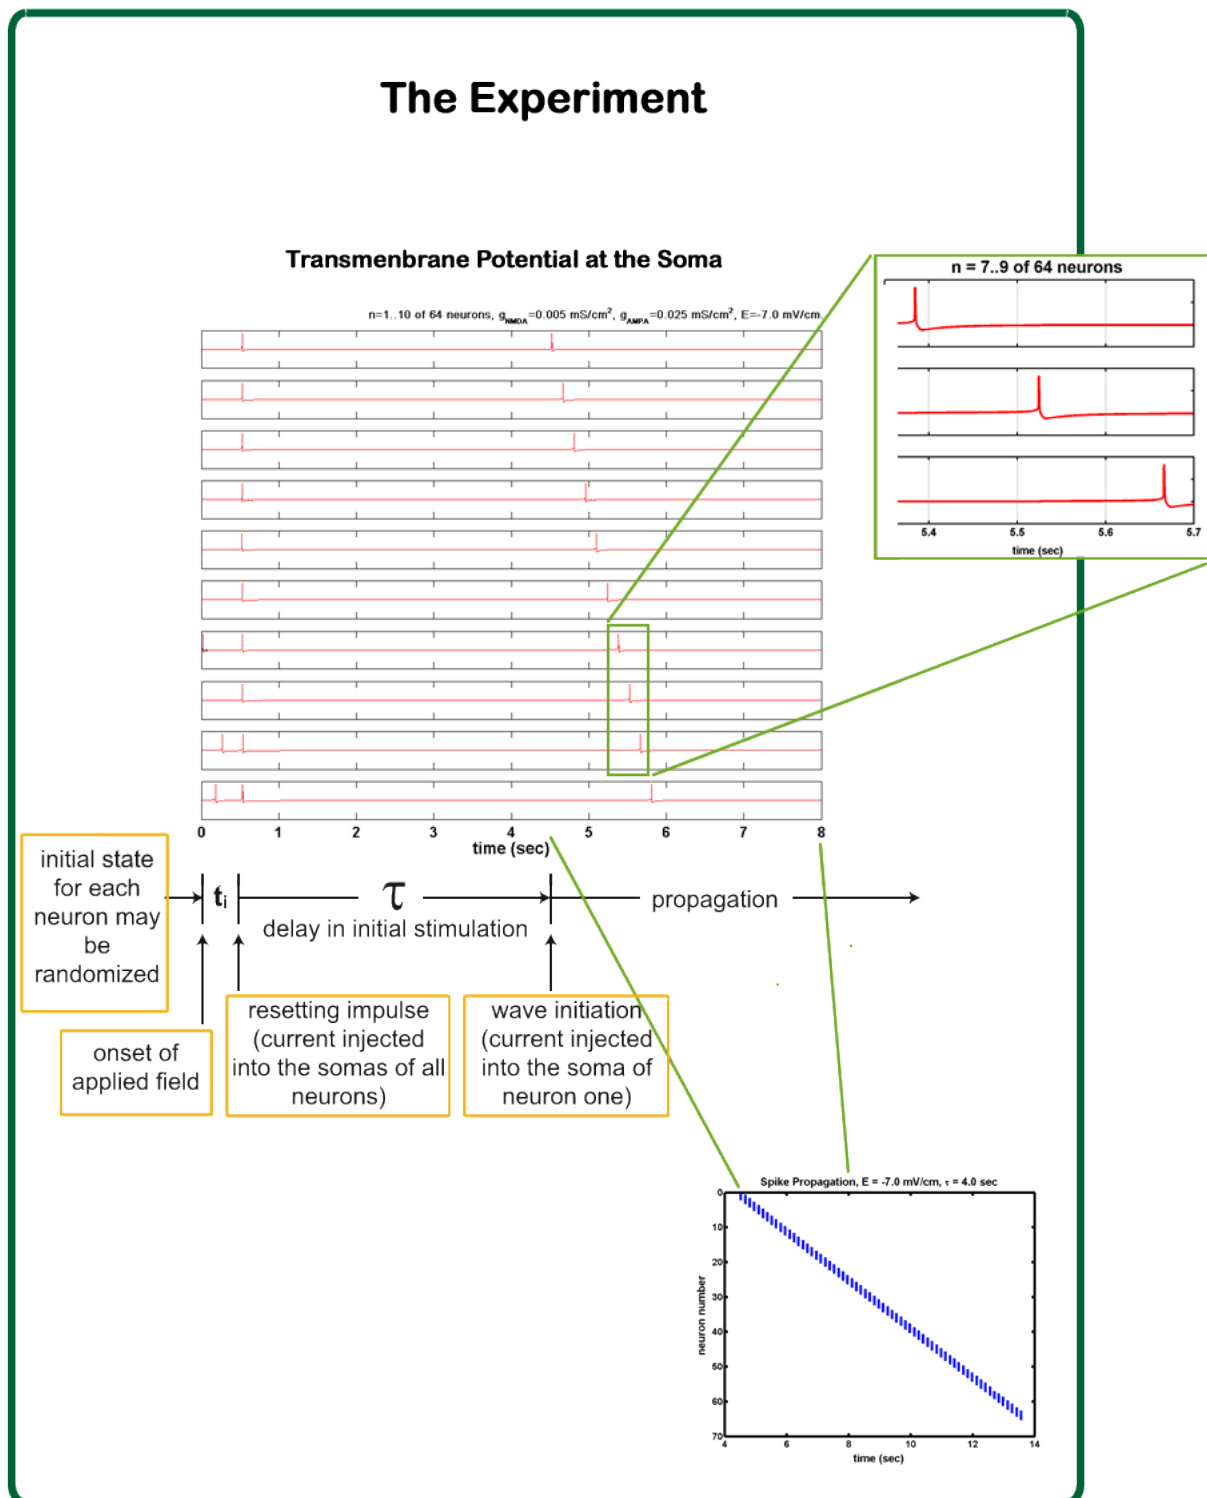 The Experiment
Transmenbrane Potential at the Soma
n=1..10 of 64 neurons, gNMDA=0.005 mS/cm², gAMPA=0.025 mS/cm², E=-7.0 mV/cm
0 1 2 3 4 5 6 7 8
time (sec)
n = 7..9 of 64 neurons
5.4 5.5 5.6 5.7
time (sec)
initial state
for each
neuron may
be
randomized
ti
τ
delay in initial stimulation
propagation
onset of
applied field
resetting impulse
(current injected
into the somas of all
neurons)
wave initiation
(current injected
into the soma of
neuron one)
Spike Propagation, E = -7.0 mV/cm, τ = 4.0 sec
neuron number
0
10
20
30
40
50
60
70
4 6 8 10 12 14
time (sec)